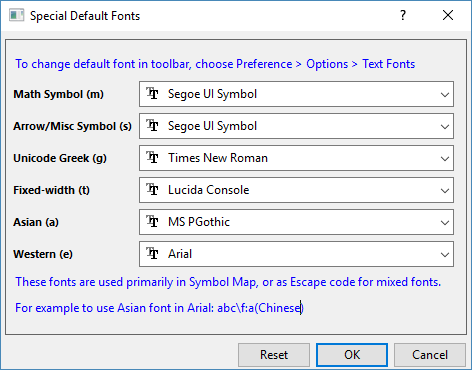 Special Default Fonts
?
To change default font in toolbar, choose Preference > Options > Text Fonts
Math Symbol (m) Segoe UI Symbol
Arrow/Misc Symbol (s) Segoe UI Symbol
Unicode Greek (g) Times New Roman
Fixed-width (t) Lucida Console
Asian (a) MS PGothic
Western (e) Arial
These fonts are used primarily in Symbol Map, or as Escape code for mixed fonts.
For example to use Asian font in Arial: abc\f:a(Chinese)
Reset OK Cancel